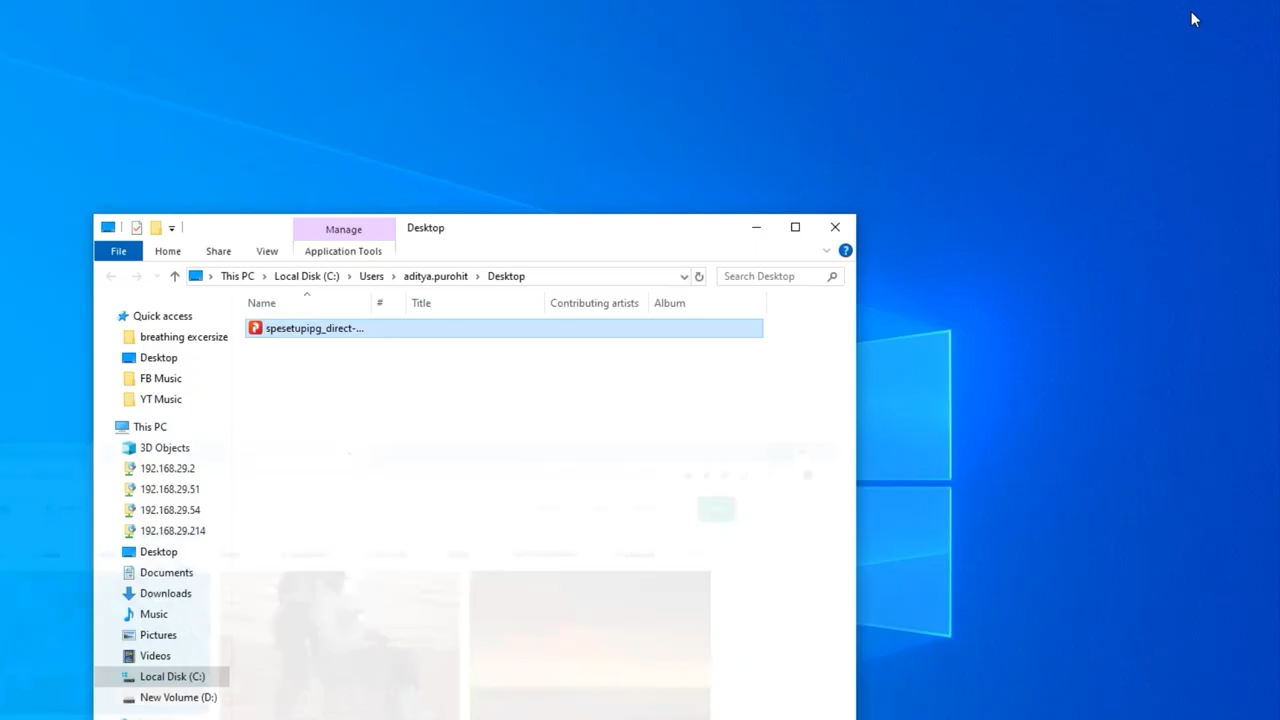 Manage
Desktop
File
Home
Share
View
Application Tools
This PC
Local Disk (C:)
Users
aditya.purohit
Desktop
Search Desktop
Name
#
Title
Contributing artists
Album
Quick access
spesetupipg_direct-...
breathing excersize
Desktop
FB Music
YT Music
This PC
3D Objects
192.168.29.2
192.168.29.51
192.168.29.54
192.168.29.214
Desktop
Documents
Downloads
Music
Pictures
Videos
Local Disk (C:)
New Volume (D:)